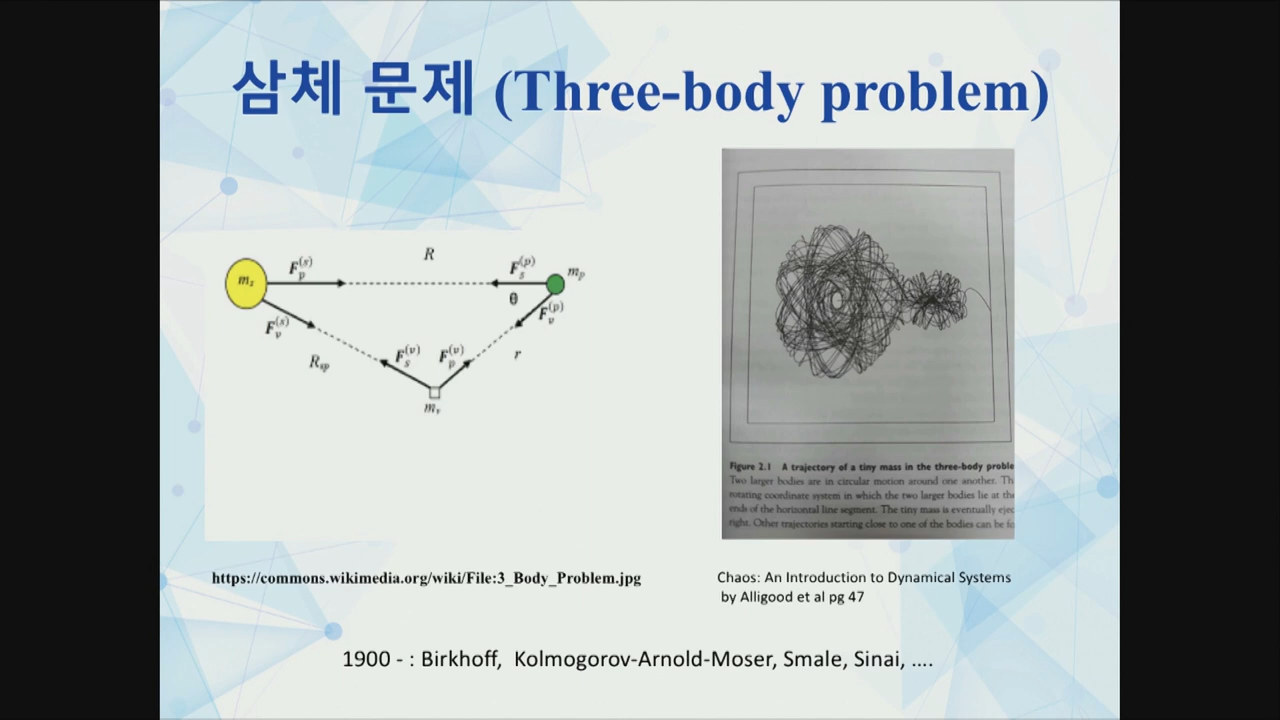 삼체 문제 (Three-body problem)
R
m_s
F_p^(s)
F_s^(p)
m_p
θ
F_v^(s)
F_v^(p)
R_sp
F_s^(v)
F_p^(v)
r
m_v
Figure 2.1 A trajectory of a tiny mass in the three-body proble
Two larger bodies are in circular motion around one another. Th
rotating coordinate system in which the two larger bodies lie at the
ends of the horizontal line segment. The tiny mass is eventually ejec
right. Other trajectories starting close to one of the bodies can be fo
https://commons.wikimedia.org/wiki/File:3_Body_Problem.jpg
Chaos: An Introduction to Dynamical Systems
by Alligood et al pg 47
1900 - : Birkhoff, Kolmogorov-Arnold-Moser, Smale, Sinai, ....